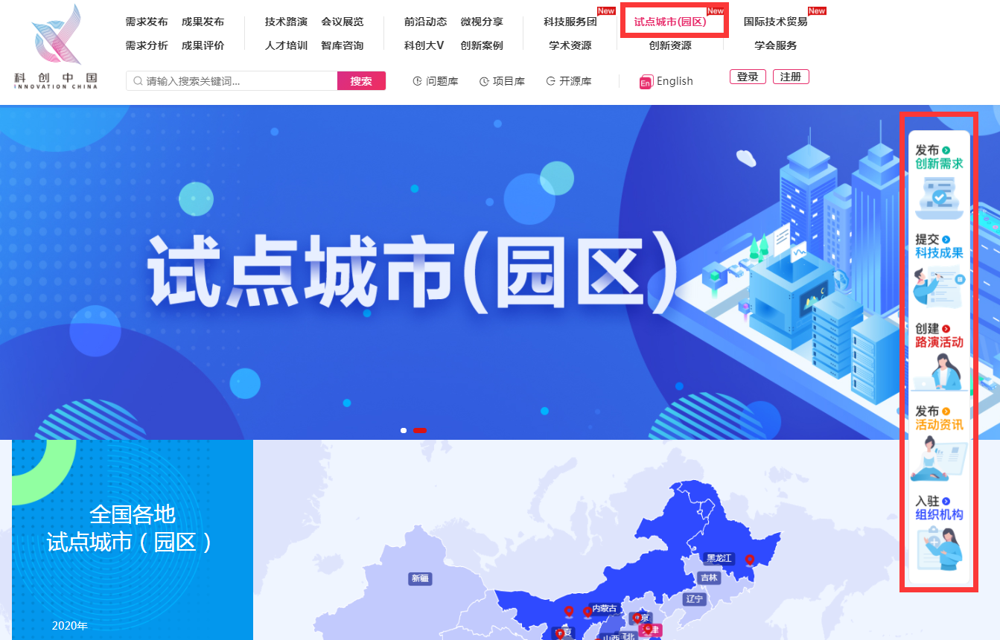 科创中国
INNOVATION CHINA
需求发布 成果发布 技术路演 会议展览 前沿动态 微视分享 科技服务团 New 试点城市(园区) New 国际技术贸易 New
需求分析 成果评价 人才培训 智库咨询 科创大V 创新案例 学术资源 创新资源 学会服务
请输入搜索关键词... 搜索 问题库 项目库 开源库 En English 登录 注册
试点城市(园区)
发布
创新需求
提交
科技成果
创建
路演活动
发布
活动资讯
入驻
组织机构
全国各地
试点城市（园区）
2020年
黑龙江
吉林
新疆
辽宁
内蒙古
山西